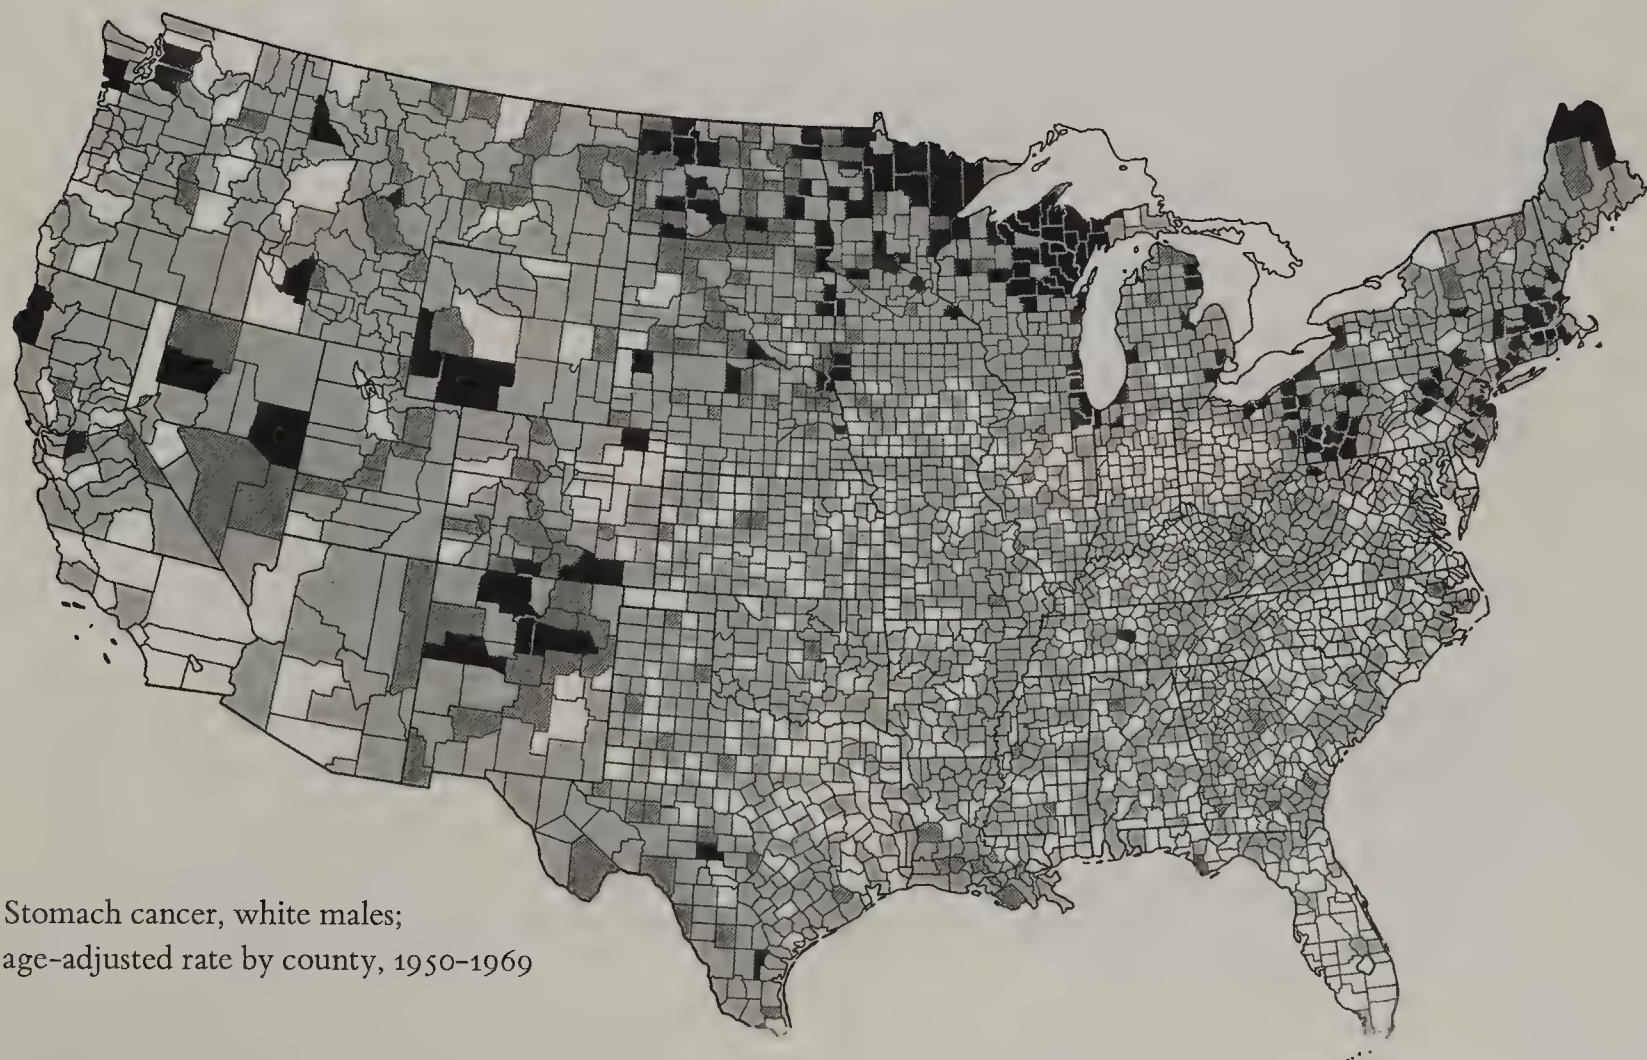 Stomach cancer, white males;
age-adjusted rate by county, 1950-1969